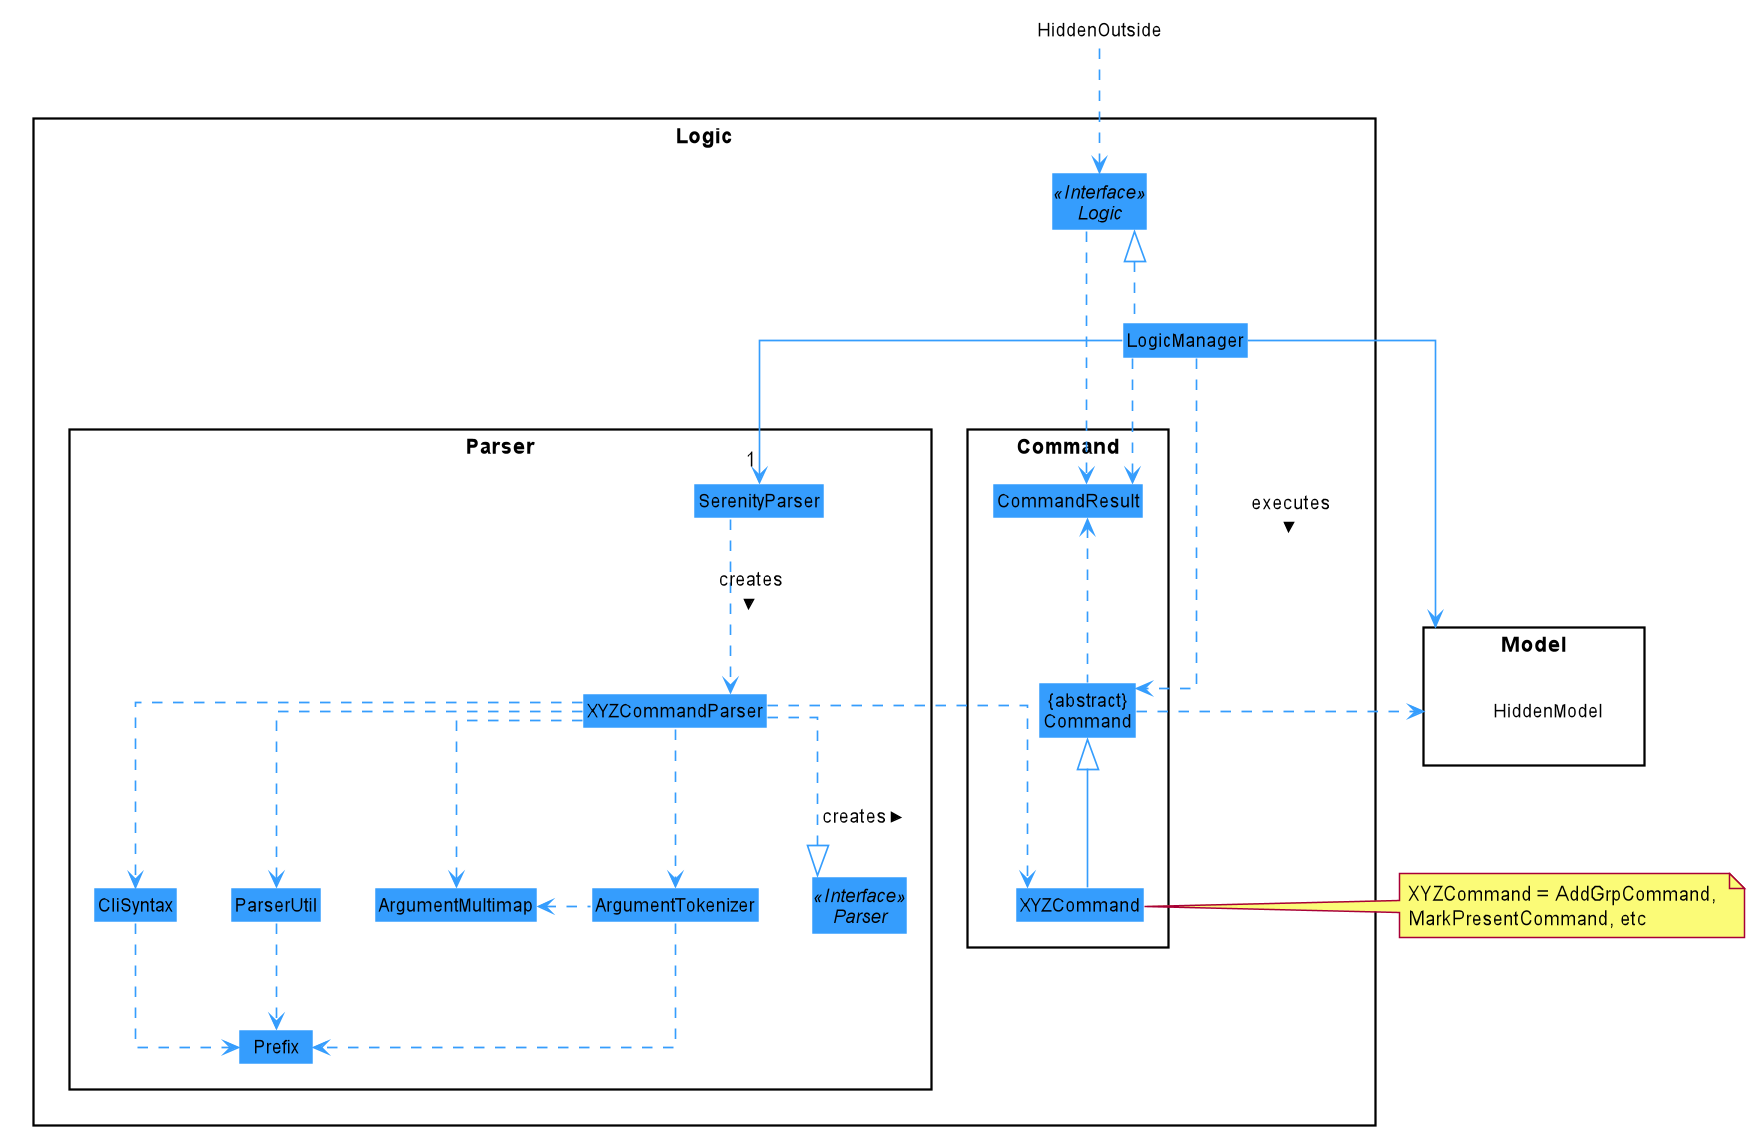 HiddenOutside
Logic
«Interface»
Logic
LogicManager
Parser
Command
1
SerenityParser
CommandResult
executes
▼
creates
▼
Model
XYZCommandParser
{abstract}
Command
HiddenModel
creates ►
CliSyntax
ParserUtil
ArgumentMultimap
ArgumentTokenizer
«Interface»
Parser
XYZCommand
XYZCommand = AddGrpCommand,
MarkPresentCommand, etc
Prefix